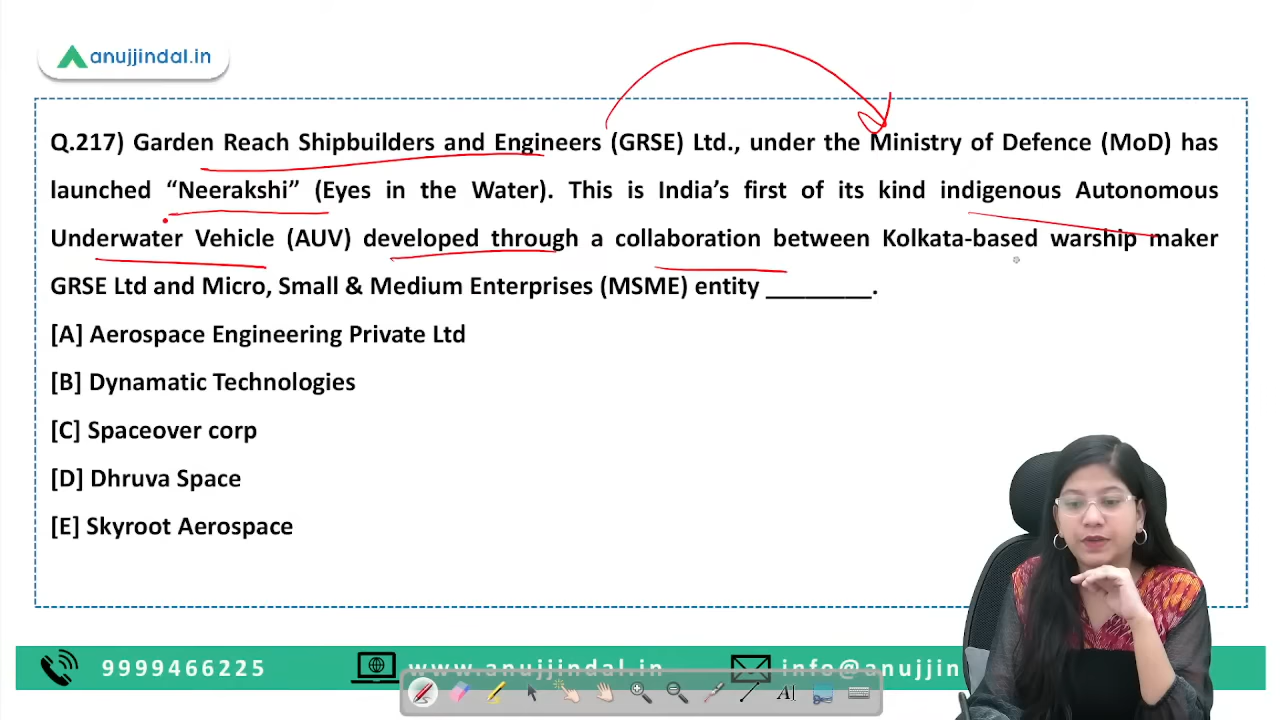 anujjindal.in
Q.217) Garden Reach Shipbuilders and Engineers (GRSE) Ltd., under the Ministry of Defence (MoD) has
launched “Neerakshi” (Eyes in the Water). This is India’s first of its kind indigenous Autonomous
Underwater Vehicle (AUV) developed through a collaboration between Kolkata-based warship maker
GRSE Ltd and Micro, Small & Medium Enterprises (MSME) entity ________.
[A] Aerospace Engineering Private Ltd
[B] Dynamatic Technologies
[C] Spaceover corp
[D] Dhruva Space
[E] Skyroot Aerospace
9999466225 www.anujjindal.in info@anujjin
A